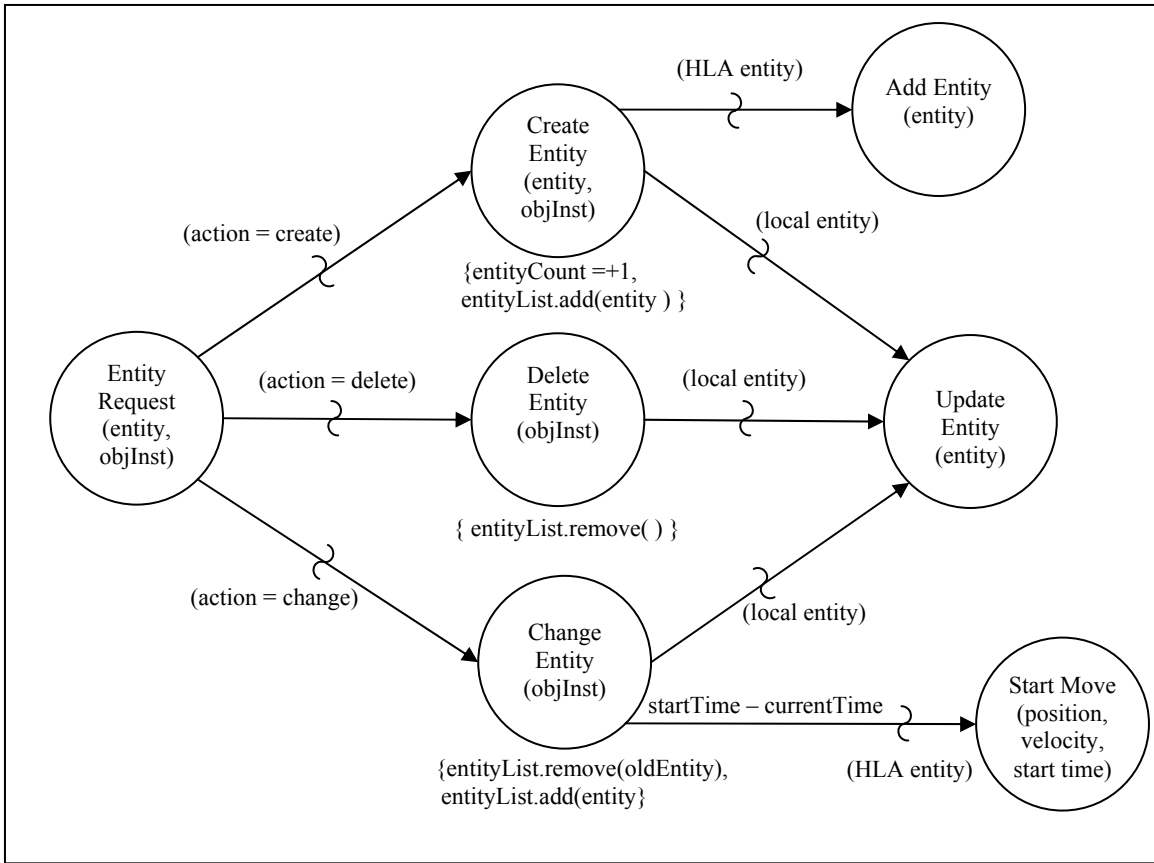 (HLA entity)
Add Entity
(entity)
Create
Entity
(entity,
objInst)
(action = create)
(local entity)
{entityCount =+1,
entityList.add(entity ) }
Entity
Request
(entity,
objInst)
(action = delete)
Delete
Entity
(objInst)
(local entity)
Update
Entity
(entity)
{ entityList.remove( ) }
(action = change)
Change
Entity
(objInst)
(local entity)
startTime – currentTime
(HLA entity)
Start Move
(position,
velocity,
start time)
{entityList.remove(oldEntity),
entityList.add(entity}